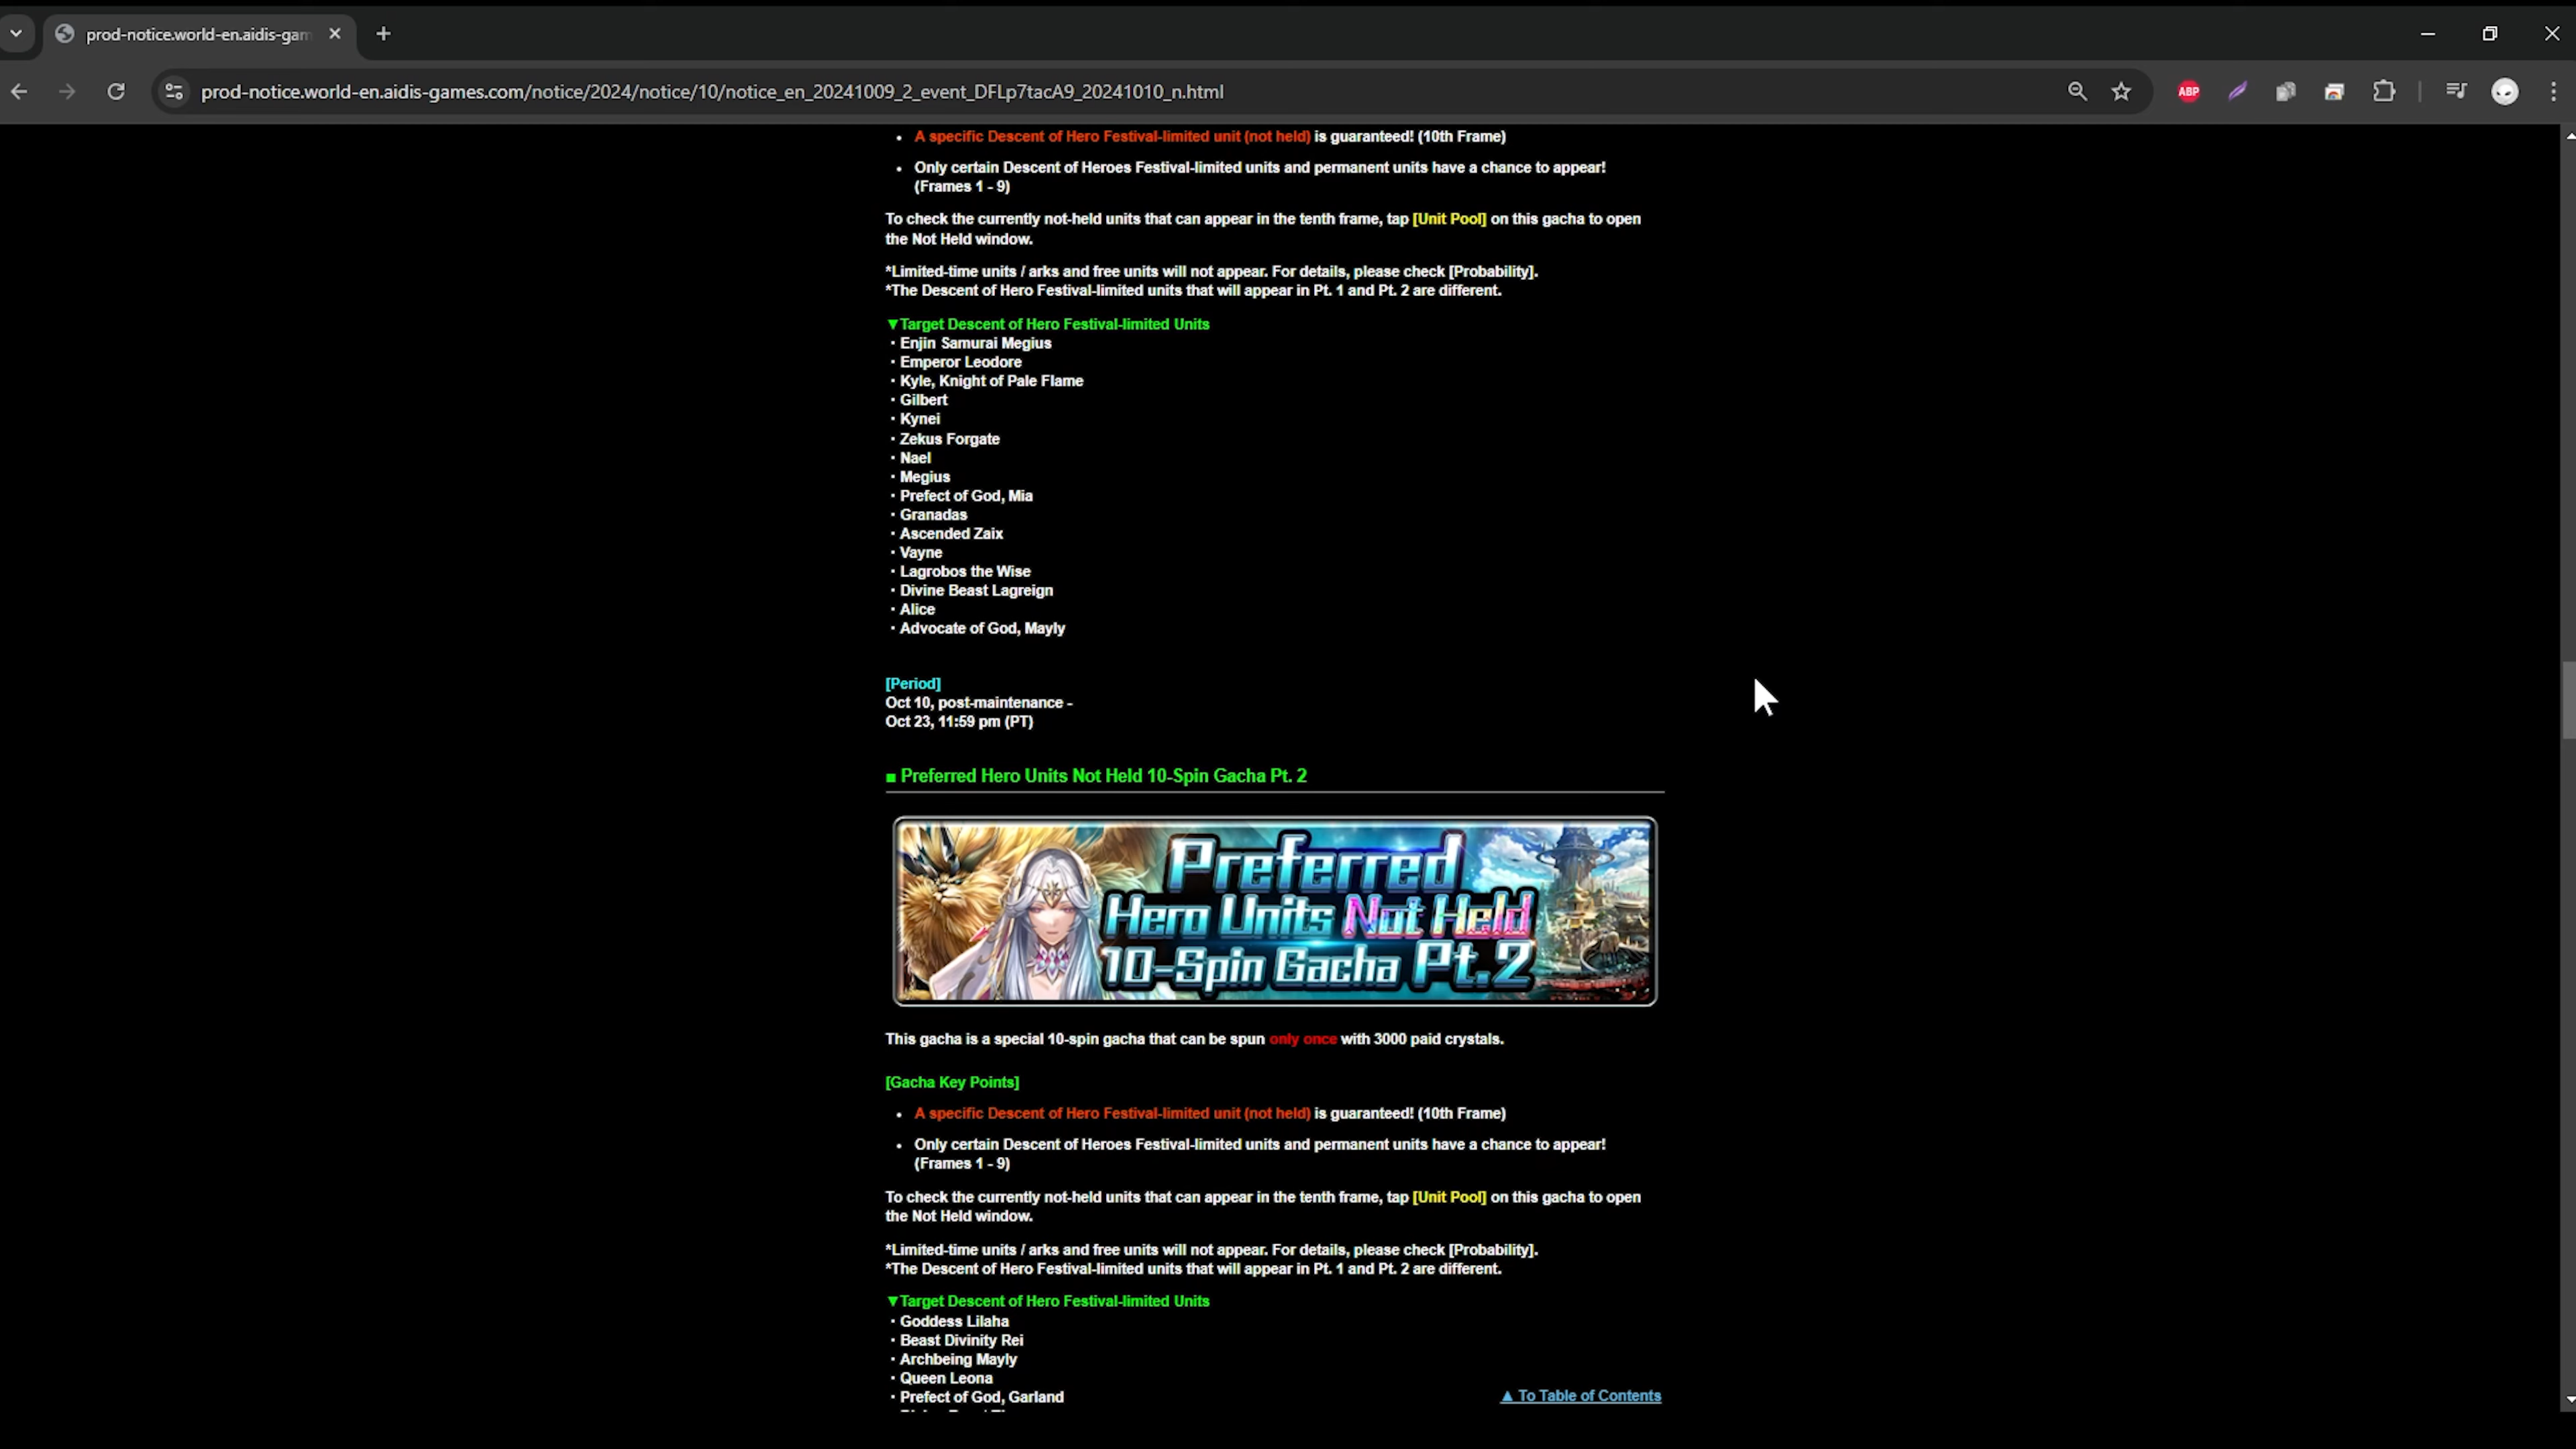 prod-notice.world-en.aidis-gam
prod-notice.world-en.aidis-games.com/notice/2024/notice/10/notice_en_20241009_2_event_DFLp7tacA9_20241010_n.html
ABP
• A specific Descent of Hero Festival-limited unit (not held) is guaranteed! (10th Frame)
• Only certain Descent of Heroes Festival-limited units and permanent units have a chance to appear!
(Frames 1 - 9)
To check the currently not-held units that can appear in the tenth frame, tap [Unit Pool] on this gacha to open
the Not Held window.
*Limited-time units / arks and free units will not appear. For details, please check [Probability].
*The Descent of Hero Festival-limited units that will appear in Pt. 1 and Pt. 2 are different.
▼Target Descent of Hero Festival-limited Units
・Enjin Samurai Megius
・Emperor Leodore
・Kyle, Knight of Pale Flame
・Gilbert
・Kynei
・Zekus Forgate
・Nael
・Megius
・Prefect of God, Mia
・Granadas
・Ascended Zaix
・Vayne
・Lagrobos the Wise
・Divine Beast Lagreign
・Alice
・Advocate of God, Mayly
[Period]
Oct 10, post-maintenance -
Oct 23, 11:59 pm (PT)
■ Preferred Hero Units Not Held 10-Spin Gacha Pt. 2
Preferred
Hero Units Not Held
10-Spin Gacha Pt.2
This gacha is a special 10-spin gacha that can be spun only once with 3000 paid crystals.
[Gacha Key Points]
• A specific Descent of Hero Festival-limited unit (not held) is guaranteed! (10th Frame)
• Only certain Descent of Heroes Festival-limited units and permanent units have a chance to appear!
(Frames 1 - 9)
To check the currently not-held units that can appear in the tenth frame, tap [Unit Pool] on this gacha to open
the Not Held window.
*Limited-time units / arks and free units will not appear. For details, please check [Probability].
*The Descent of Hero Festival-limited units that will appear in Pt. 1 and Pt. 2 are different.
▼Target Descent of Hero Festival-limited Units
・Goddess Lilaha
・Beast Divinity Rei
・Archbeing Mayly
・Queen Leona
・Prefect of God, Garland
▲ To Table of Contents